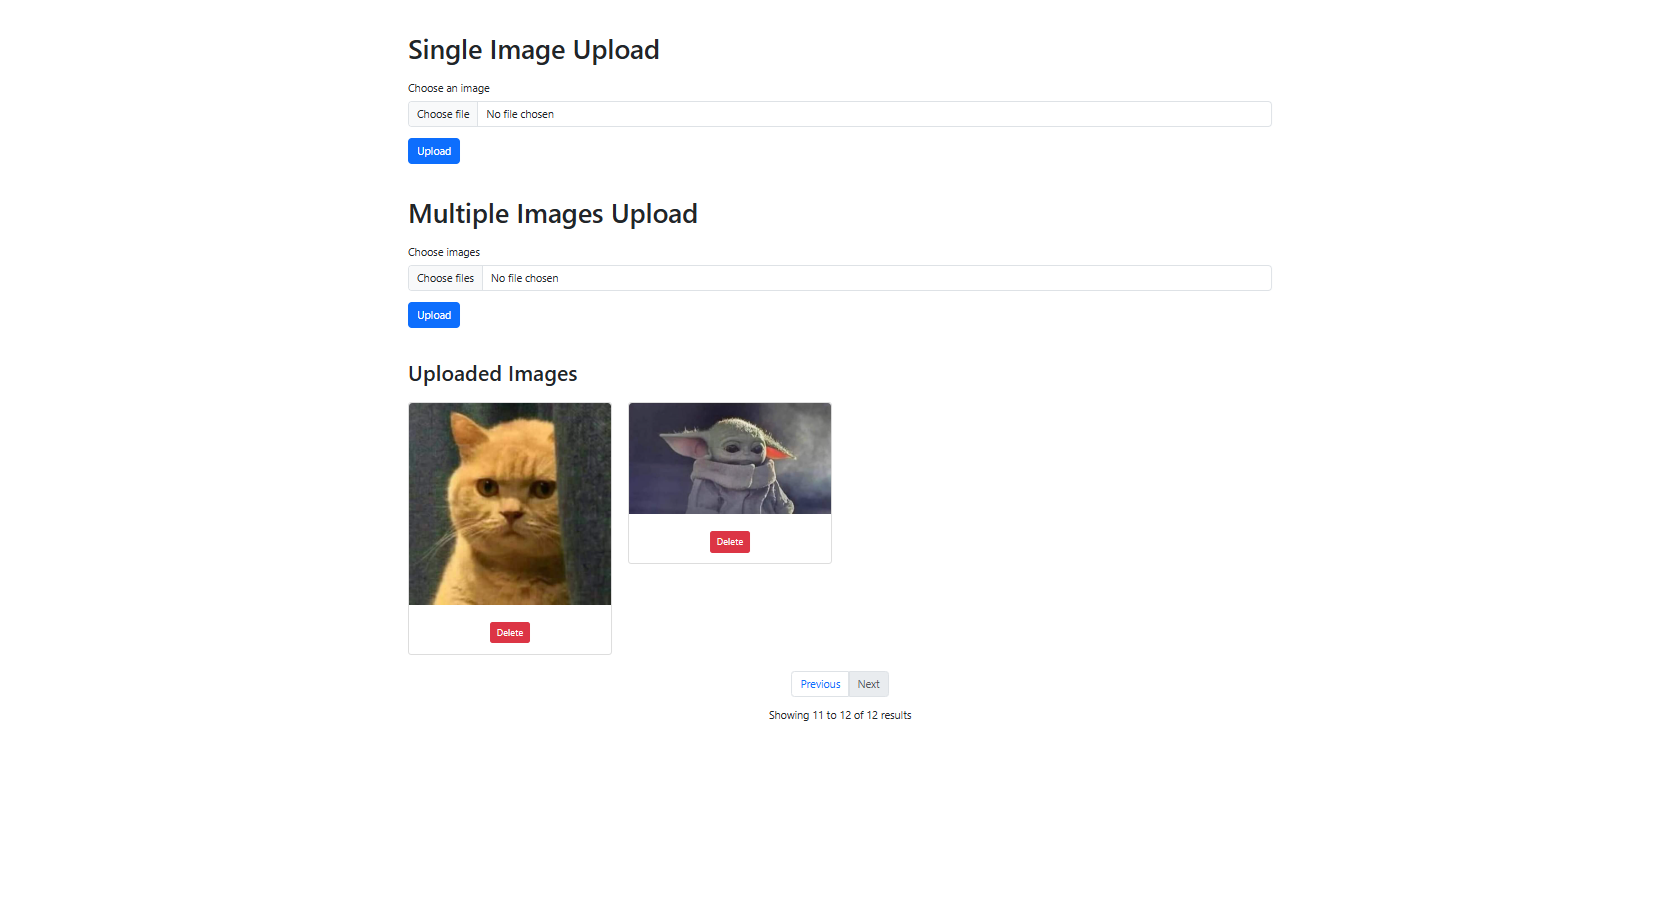 Single Image Upload
Choose an image
Choose file No file chosen
Upload
Multiple Images Upload
Choose images
Choose files No file chosen
Upload
Uploaded Images
Delete
Delete
Previous Next
Showing 11 to 12 of 12 results